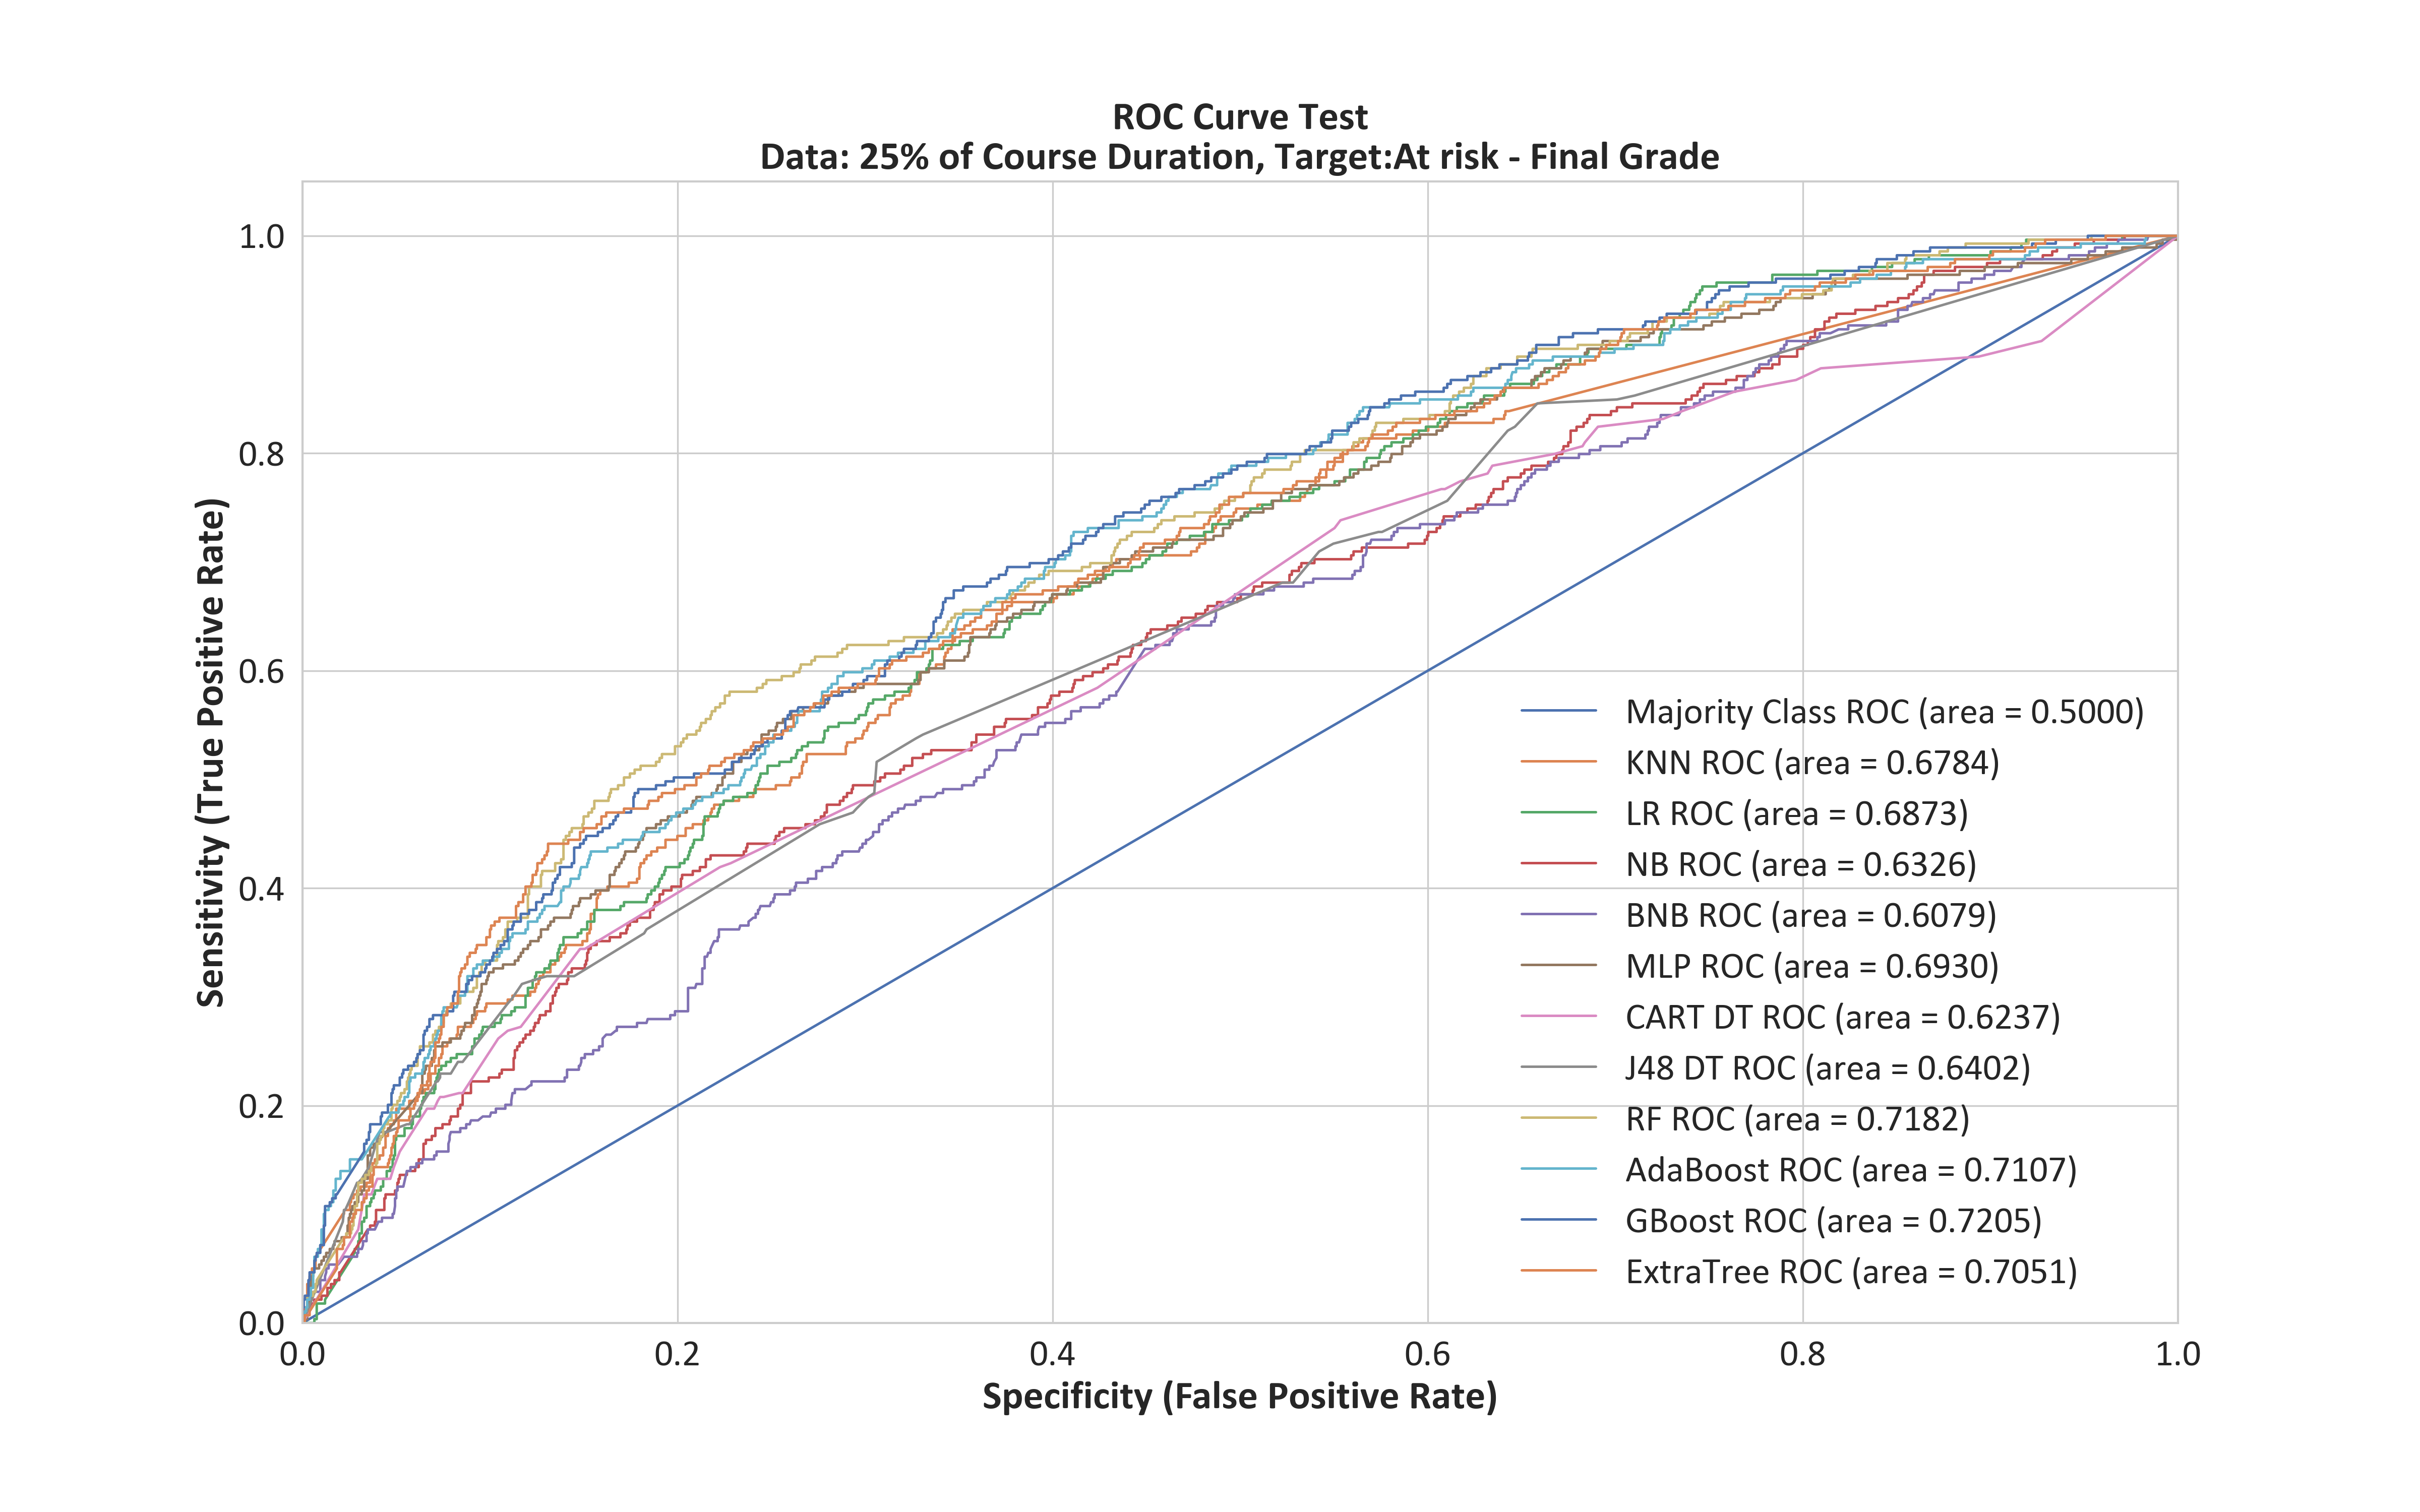 ROC Curve Test
Data: 25% of Course Duration, Target:At risk - Final Grade
Sensitivity (True Positive Rate)
1.0
0.8
0.6
0.4
0.2
0.0
Majority Class ROC (area = 0.5000)
KNN ROC (area = 0.6784)
LR ROC (area = 0.6873)
NB ROC (area = 0.6326)
BNB ROC (area = 0.6079)
MLP ROC (area = 0.6930)
CART DT ROC (area = 0.6237)
J48 DT ROC (area = 0.6402)
RF ROC (area = 0.7182)
AdaBoost ROC (area = 0.7107)
GBoost ROC (area = 0.7205)
ExtraTree ROC (area = 0.7051)
0.0 0.2 0.4 0.6 0.8 1.0
Specificity (False Positive Rate)